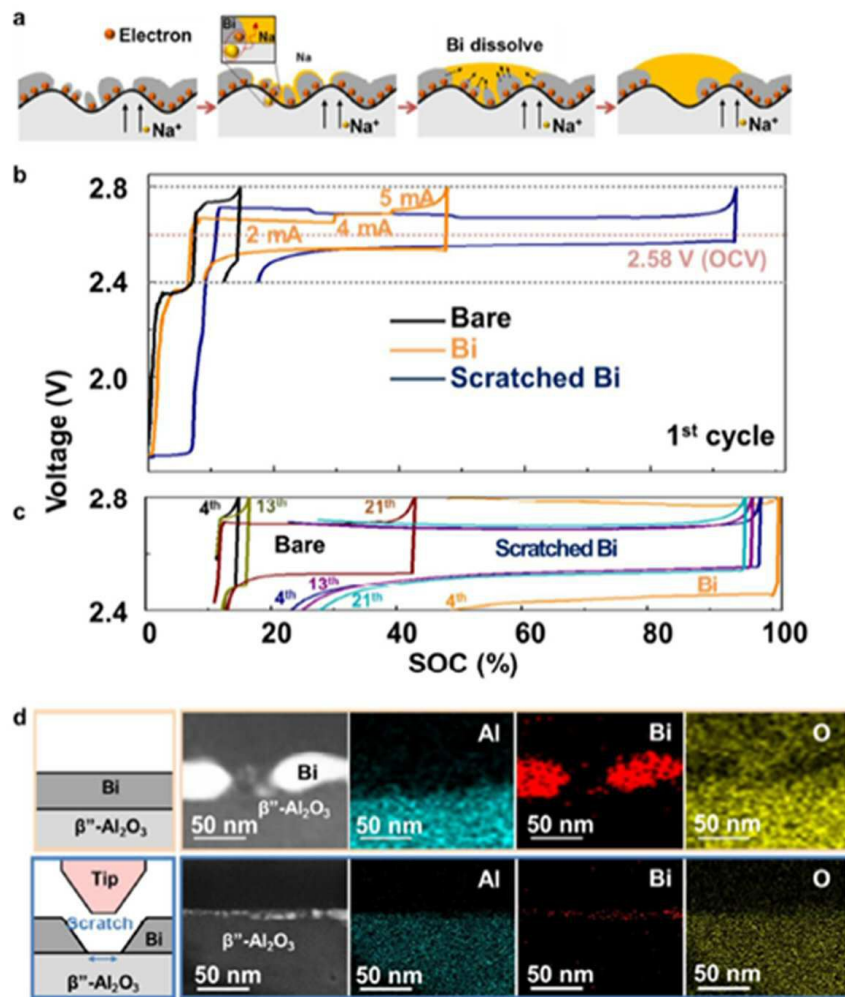 a
Electron
Bi
Na
Na
Bi dissolve
Na⁺
Na⁺
Na⁺
Na⁺
b
2.8
5 mA
2 mA
4 mA
2.58 V (OCV)
2.4
Bare
Bi
Scratched Bi
2.0
1st cycle
Voltage (V)
c
2.8
4th
13th
21th
Bare
Scratched Bi
13th
Bi
4th
21th
4th
2.4
0
20
40
60
80
100
SOC (%)
d
Bi
β”-Al₂O₃
Bi
β”-Al₂O₃
50 nm
Al
50 nm
Bi
50 nm
O
50 nm
Tip
Scratch
Bi
β”-Al₂O₃
β”-Al₂O₃
50 nm
Al
50 nm
Bi
50 nm
O
50 nm